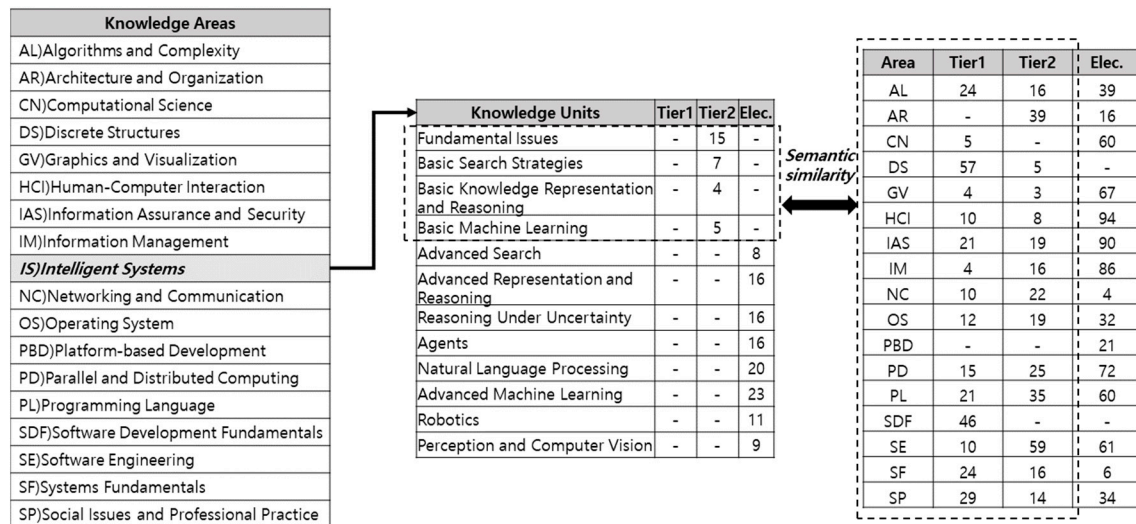 Knowledge Areas
AL)Algorithms and Complexity
AR)Architecture and Organization
CN)Computational Science
DS)Discrete Structures
GV)Graphics and Visualization
HCI)Human-Computer Interaction
IAS)Information Assurance and Security
IM)Information Management
IS)Intelligent Systems
NC)Networking and Communication
OS)Operating System
PBD)Platform-based Development
PD)Parallel and Distributed Computing
PL)Programming Language
SDF)Software Development Fundamentals
SE)Software Engineering
SF)Systems Fundamentals
SP)Social Issues and Professional Practice
Knowledge Units Tier1 Tier2 Elec.
Fundamental Issues - 15 -
Basic Search Strategies - 7 -
Basic Knowledge Representation
and Reasoning - 4 -
Basic Machine Learning - 5 -
Advanced Search - - 8
Advanced Representation and
Reasoning - - 16
Reasoning Under Uncertainty - - 16
Agents - - 16
Natural Language Processing - - 20
Advanced Machine Learning - - 23
Robotics - - 11
Perception and Computer Vision - - 9
Semantic
similarity
Area Tier1 Tier2 Elec.
AL 24 16 39
AR - 39 16
CN 5 - 60
DS 57 5 -
GV 4 3 67
HCI 10 8 94
IAS 21 19 90
IM 4 16 86
NC 10 22 4
OS 12 19 32
PBD - - 21
PD 15 25 72
PL 21 35 60
SDF 46 - -
SE 10 59 61
SF 24 16 6
SP 29 14 34